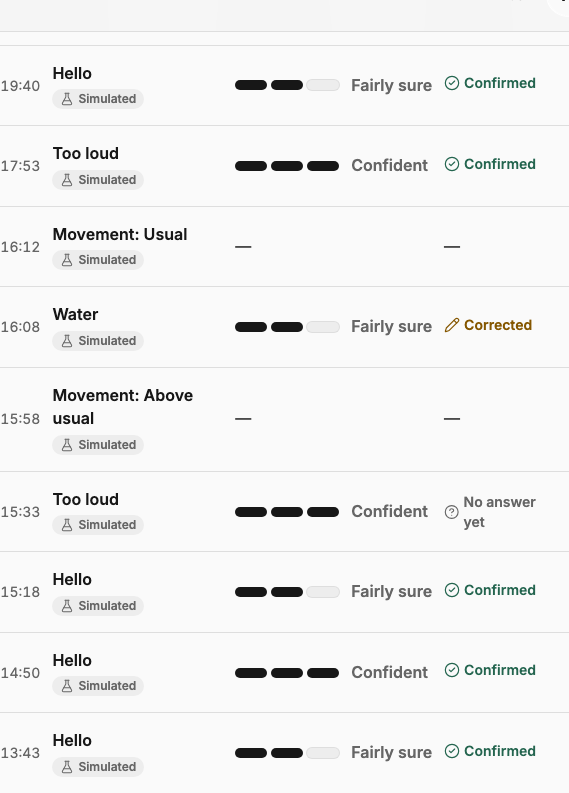 19:40 Hello Fairly sure Confirmed
Simulated
17:53 Too loud Confident Confirmed
Simulated
16:12 Movement: Usual — —
Simulated
16:08 Water Fairly sure Corrected
Simulated
15:58 Movement: Above — —
usual
Simulated
15:33 Too loud Confident No answer
yet
Simulated
15:18 Hello Fairly sure Confirmed
Simulated
14:50 Hello Confident Confirmed
Simulated
13:43 Hello Fairly sure Confirmed
Simulated